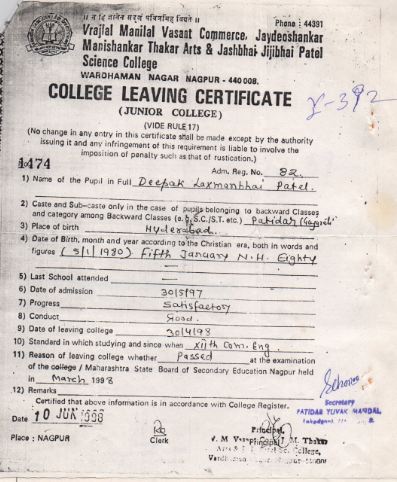 ॥ न हि ज्ञानेन सदृशं पवित्रमिह विद्यते ॥
Phone : 44391
Vrajlal Manilal Vasant Commerce, Jaydeoshankar
Manishankar Thakar Arts & Jashbhai Jijibhai Patel
Science College
WARDHAMAN NAGAR NAGPUR - 440 008.
COLLEGE LEAVING CERTIFICATE
(JUNIOR COLLEGE)
(VIDE RULE 17)
(No change in any entry in this certificate shall be made except by the authority
issuing it and any infringement of this requirement is liable to involve the
imposition of penalty such as that of rustication.)
1474
Adm. Reg. No. 82.
1) Name of the Pupil in Full Deepak Laxmanbhai Patel.
2) Caste and Sub-caste only in the case of pupils belonging to backward Classes
and category among Backward Classes (e.g. S.C./S.T. etc.) Patidar
3) Place of birth Hyderabad.
4) Date of Birth, month and year according to the Christian era, both in words and
figures (5/1/1980) Fifth January N.H. Eighty
5) Last School attended —
6) Date of admission 30/5/97
7) Progress Satisfactory
8) Conduct Good.
9) Date of leaving college 30/4/98
10) Standard in which studying and since when XIIth Com. Eng
11) Reason of leaving college whether Passed at the examination
of the college / Maharashtra State Board of Secondary Education Nagpur held
in March 1998
12) Remarks
Certified that above information is in accordance with College Register.
Date 10 JUN 1998
Secretary
PATIDAR YUVAK MANDAL
Place : NAGPUR
Clerk
Principal,
Principal
V. M. Vasant J. M. Thakar
College,